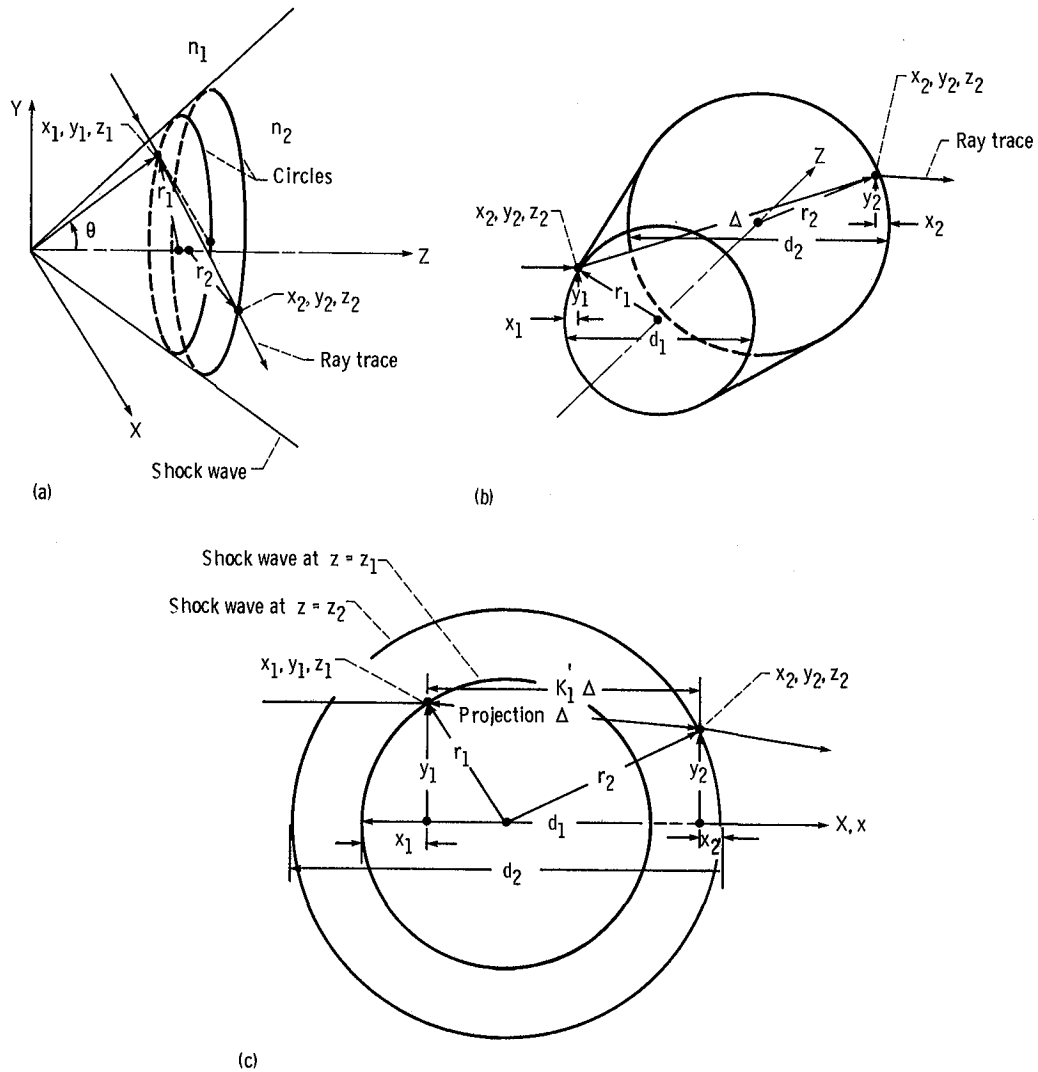 n1
Y
x1, y1, z1
n2
Circles
r1
θ
Z
r2
x2, y2, z2
Ray trace
X
Shock wave
(a)
x2, y2, z2
Ray trace
Z
x2, y2, z2
Δ
r2
y2
x2
d2
y1
r1
x1
d1
(b)
Shock wave at z = z1
Shock wave at z = z2
x1, y1, z1
K1' Δ
x2, y2, z2
Projection Δ
y1
r1
r2
y2
x1
d1
x2
X, x
d2
(c)